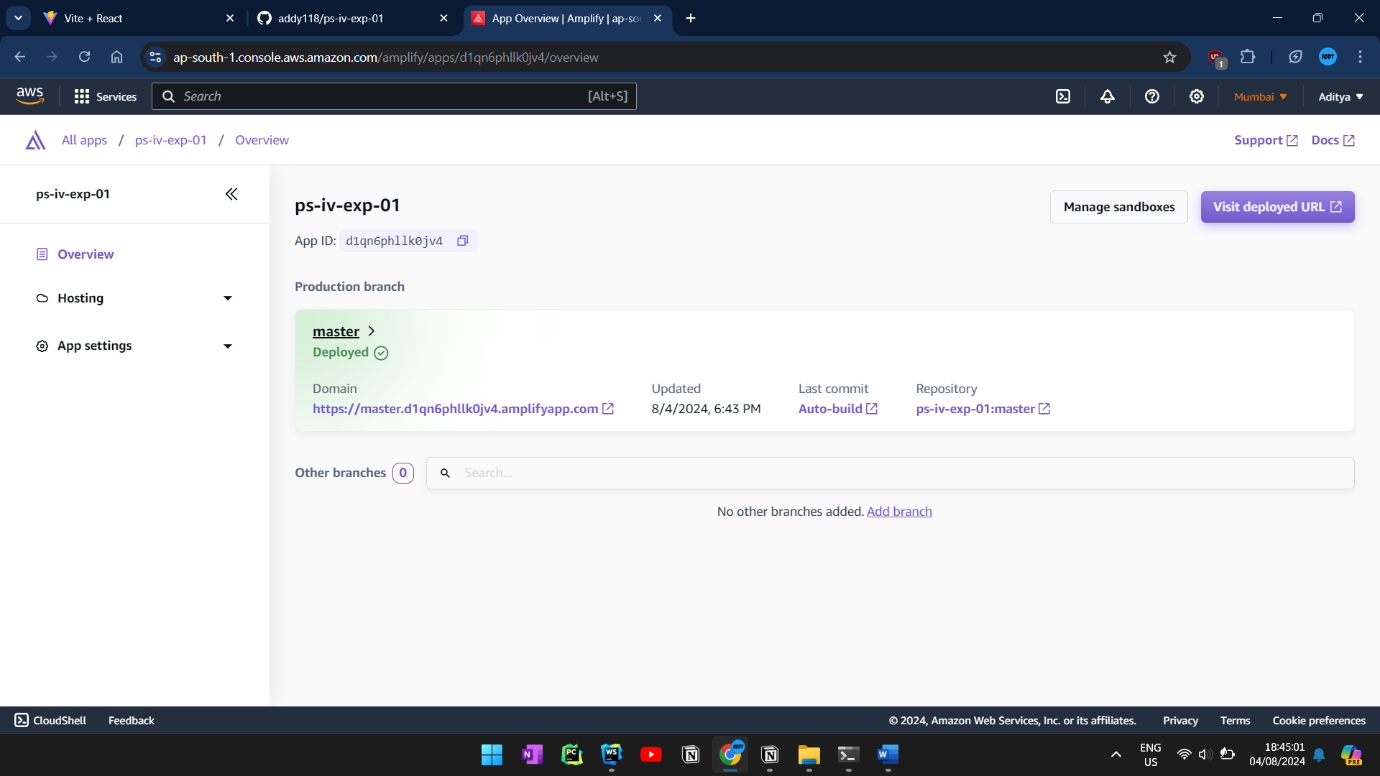 Vite + React
addy118/ps-iv-exp-01
App Overview | Amplify | ap-so
ap-south-1.console.aws.amazon.com/amplify/apps/d1qn6phllk0jv4/overview
1
ADDY
aws
Services
Search
[Alt+S]
Mumbai
Aditya
All apps / ps-iv-exp-01 / Overview
Support
Docs
ps-iv-exp-01
Overview
Hosting
App settings
ps-iv-exp-01
Manage sandboxes
Visit deployed URL
App ID: d1qn6phllk0jv4
Production branch
master
Deployed
Domain
https://master.d1qn6phllk0jv4.amplifyapp.com
Updated
8/4/2024, 6:43 PM
Last commit
Auto-build
Repository
ps-iv-exp-01:master
Other branches 0
Search...
No other branches added. Add branch
CloudShell
Feedback
© 2024, Amazon Web Services, Inc. or its affiliates.
Privacy
Terms
Cookie preferences
N
PC
WS
W
ENG
US
18:45:01
04/08/2024
PRE